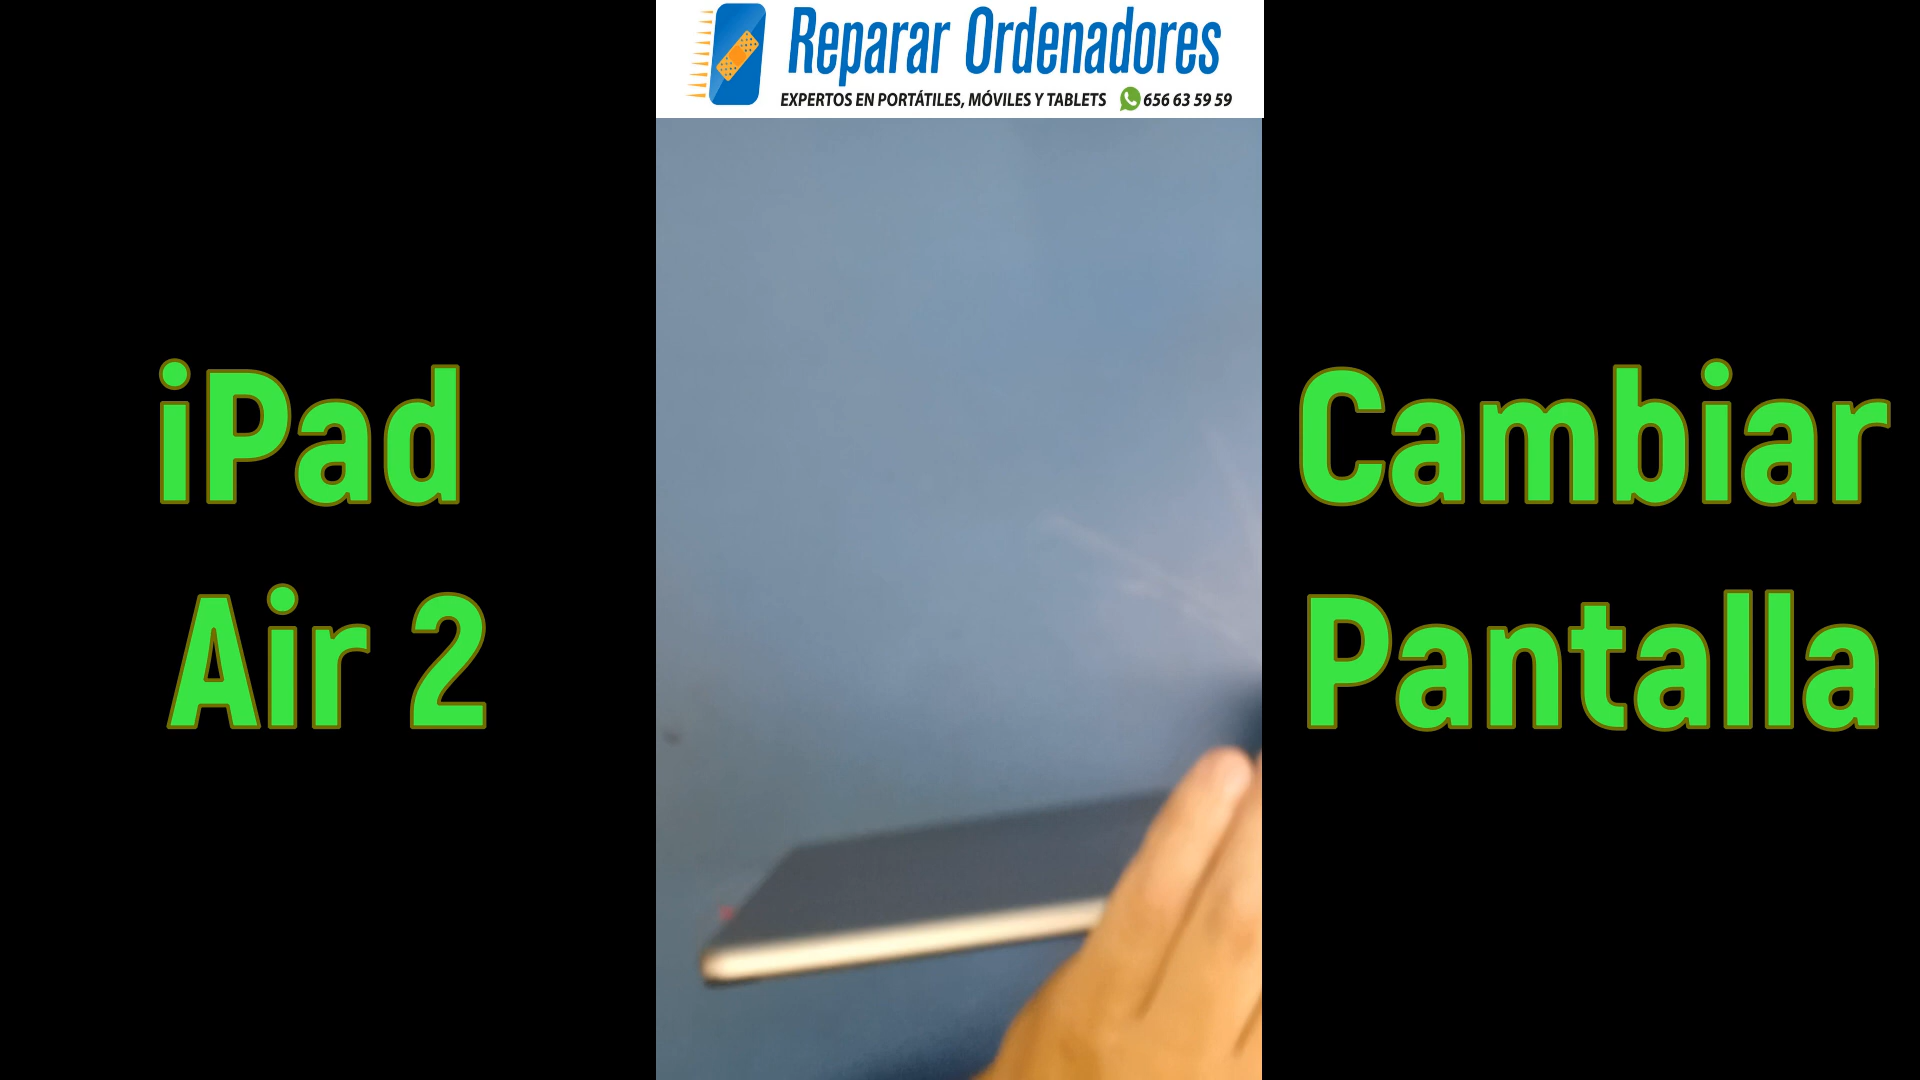 Reparar Ordenadores
EXPERTOS EN PORTÁTILES, MÓVILES Y TABLETS 656 63 59 59
iPad
Air 2
Cambiar
Pantalla